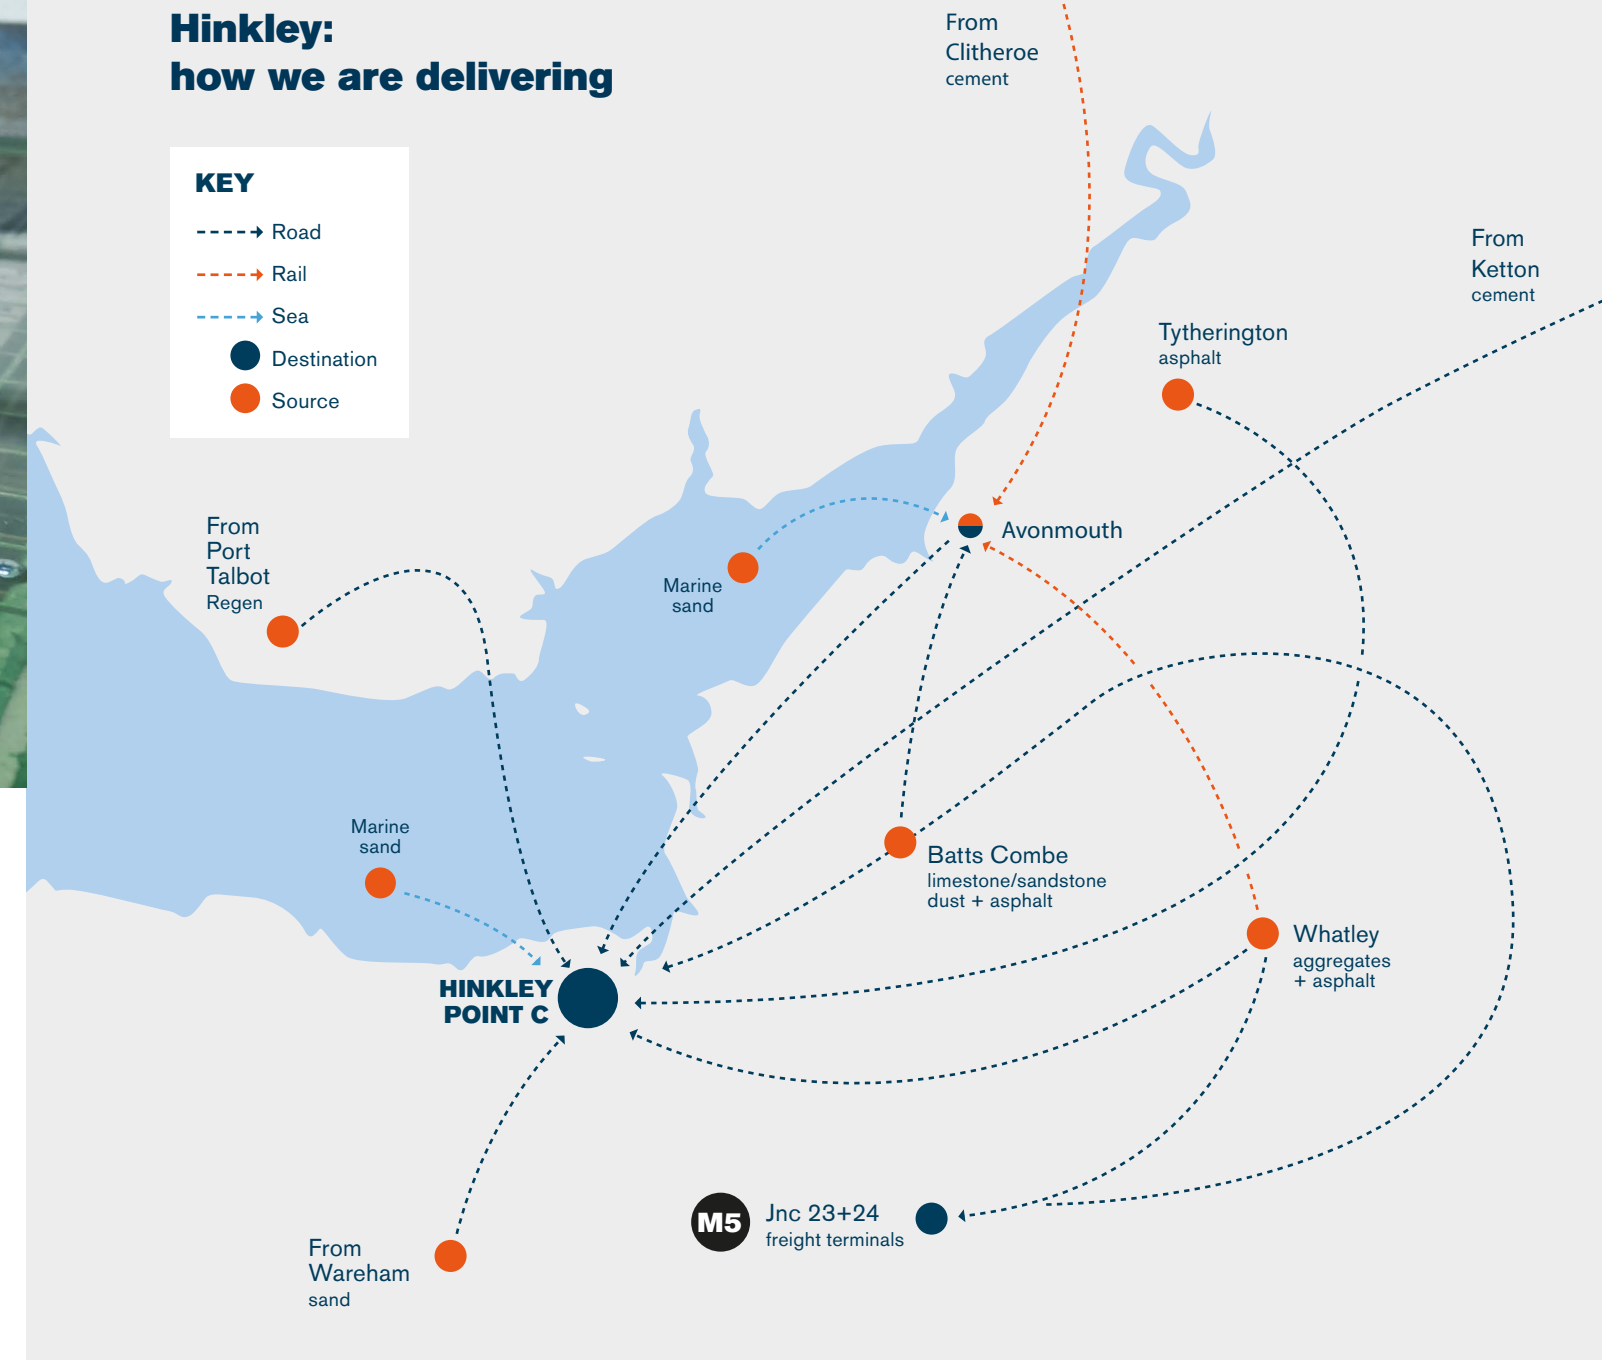 Hinkley:
how we are delivering
KEY
Road
Rail
Sea
Destination
Source
From
Clitheroe
cement
From
Ketton
cement
Tytherington
asphalt
Avonmouth
From
Port
Talbot
Regen
Marine
sand
Marine
sand
Batts Combe
limestone/sandstone
dust + asphalt
Whatley
aggregates
+ asphalt
HINKLEY
POINT C
M5
Jnc 23+24
freight terminals
From
Wareham
sand